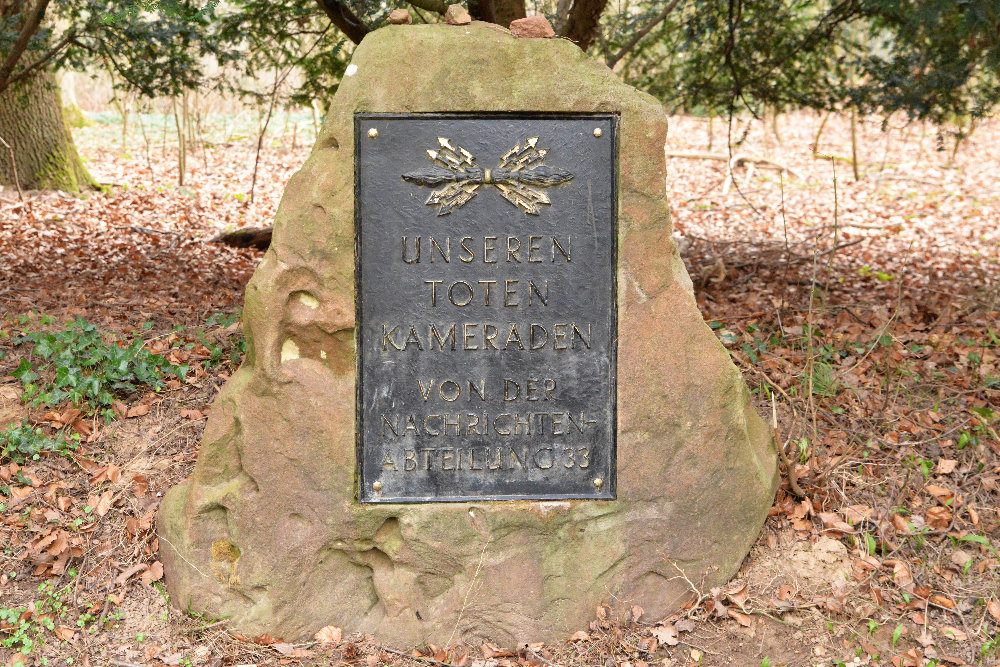 UNSEREN
TOTEN
KAMERADEN
VON DER
NACHRICHTEN-
ABTEILUNG 33